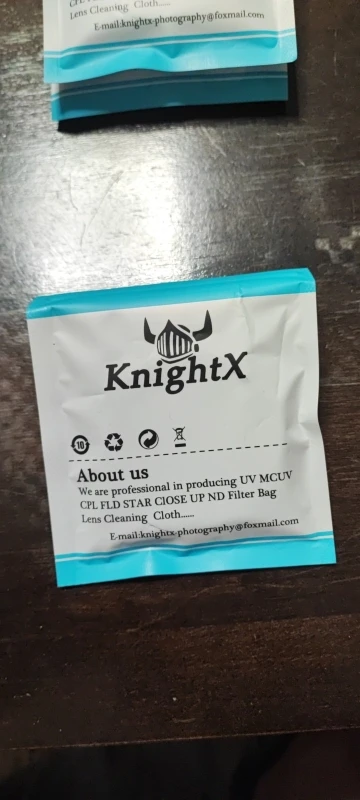 Lens Cleaning Cloth.....
E-mail:knightx-photography@foxmail.com
KnightX
10
About us
We are professional in producing UV MCUV
CPL FLD STAR ClOSE UP ND Filter Bag
Lens Cleaning Cloth......
E-mail:knightx-photography@foxmail.com